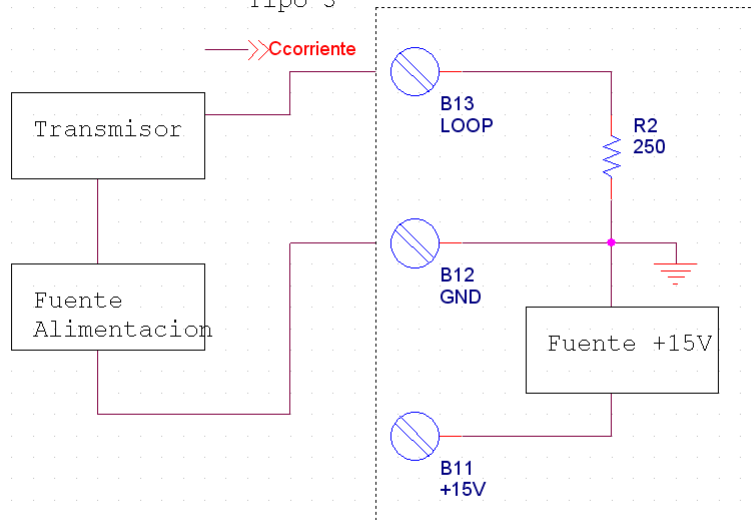 Tipo 3
Ccorriente
B13
LOOP
Transmisor
R2
250
B12
GND
Fuente
Alimentacion
Fuente +15V
B11
+15V